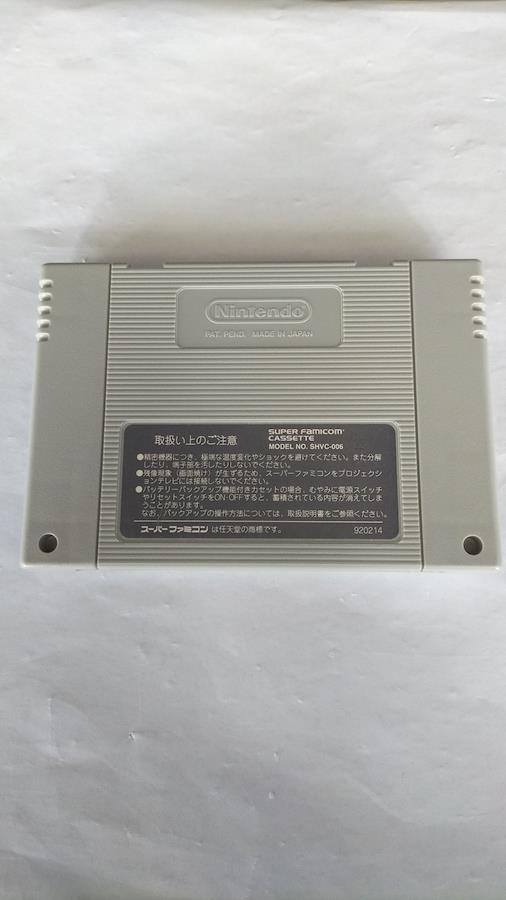 Nintendo
PAT. PEND. MADE IN JAPAN
取扱い上のご注意
SUPER FAMICOM
CASSETTE
MODEL NO. SHVC-006
●精密機器につき、極端な温度変化やショックを避けてください。また分解
したり、端子部を汚したりしないでください。
●残像現象（画面焼け）が生ずるため、スーパーファミコンをプロジェクシ
ョンテレビには接続しないでください。
●バッテリーバックアップ機能付きカセットの場合、むやみに電源スイッチ
やリセットスイッチをON・OFFすると、蓄積されている内容が消えてしま
うことがあります。
なお、バックアップの操作方法については、取扱説明書をご参照ください。
スーパーファミコン は任天堂の商標です。
920214